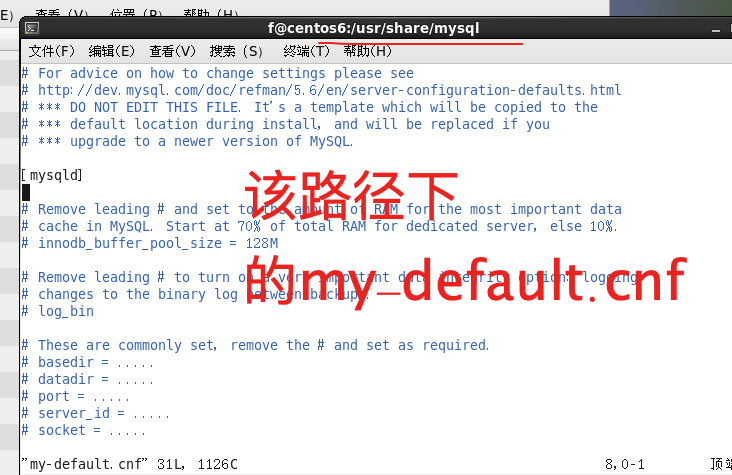 E） 查看（V） 位置（P） 帮助（H）
f@centos6:/usr/share/mysql
文件(F) 编辑(E) 查看(V) 搜索 (S) 终端(T) 帮助(H)
# For advice on how to change settings please see
# http://dev.mysql.com/doc/refman/5.6/en/server-configuration-defaults.html
# *** DO NOT EDIT THIS FILE. It's a template which will be copied to the
# *** default location during install, and will be replaced if you
# *** upgrade to a newer version of MySQL.
[mysqld]
该路径下
# Remove leading # and set to the amount of RAM for the most important data
# cache in MySQL. Start at 70% of total RAM for dedicated server, else 10%.
# innodb_buffer_pool_size = 128M
的my-default.cnf
# Remove leading # to turn on a very important data integrity option: logging
# changes to the binary log between backups.
# log_bin
# These are commonly set, remove the # and set as required.
# basedir = .....
# datadir = .....
# port = .....
# server_id = .....
# socket = .....
"my-default.cnf" 31L, 1126C 8,0-1 顶端